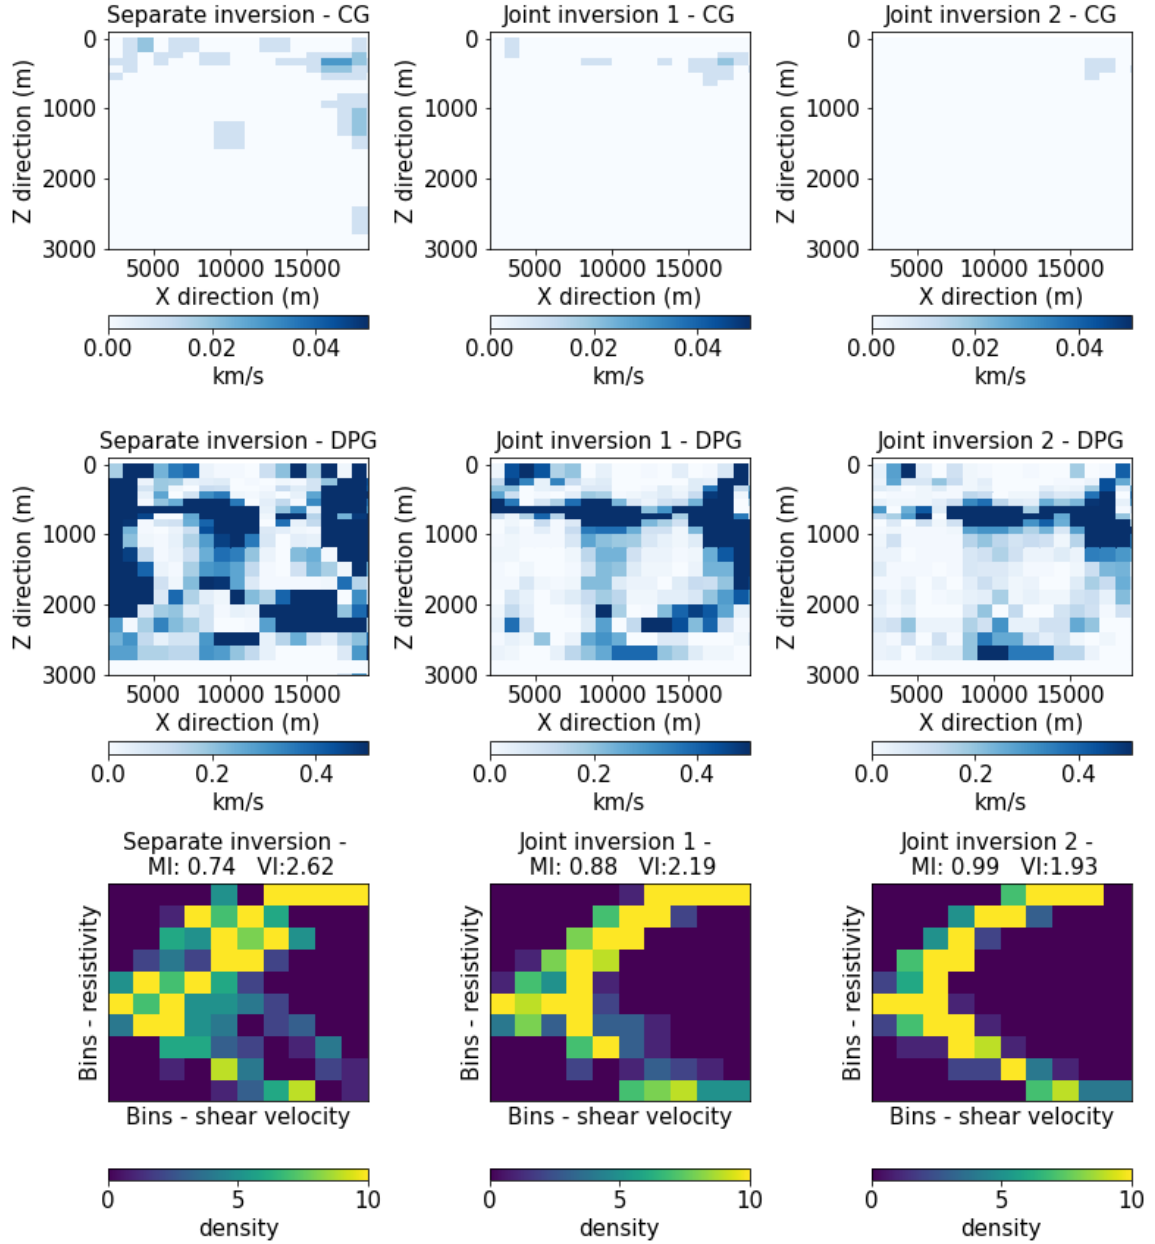 Separate inversion - CG
Joint inversion 1 - CG
Joint inversion 2 - CG
0
1000
2000
3000
Z direction (m)
5000 10000 15000
X direction (m)
0.00 0.02 0.04
km/s
0
1000
2000
3000
Z direction (m)
5000 10000 15000
X direction (m)
0.00 0.02 0.04
km/s
0
1000
2000
3000
Z direction (m)
5000 10000 15000
X direction (m)
0.00 0.02 0.04
km/s
Separate inversion - DPG
Joint inversion 1 - DPG
Joint inversion 2 - DPG
0
1000
2000
3000
Z direction (m)
5000 10000 15000
X direction (m)
0.0 0.2 0.4
km/s
0
1000
2000
3000
Z direction (m)
5000 10000 15000
X direction (m)
0.0 0.2 0.4
km/s
0
1000
2000
3000
Z direction (m)
5000 10000 15000
X direction (m)
0.0 0.2 0.4
km/s
Separate inversion -
MI: 0.74 VI:2.62
Bins - resistivity
Bins - shear velocity
0 5 10
density
Joint inversion 1 -
MI: 0.88 VI:2.19
Bins - resistivity
Bins - shear velocity
0 5 10
density
Joint inversion 2 -
MI: 0.99 VI:1.93
Bins - resistivity
Bins - shear velocity
0 5 10
density